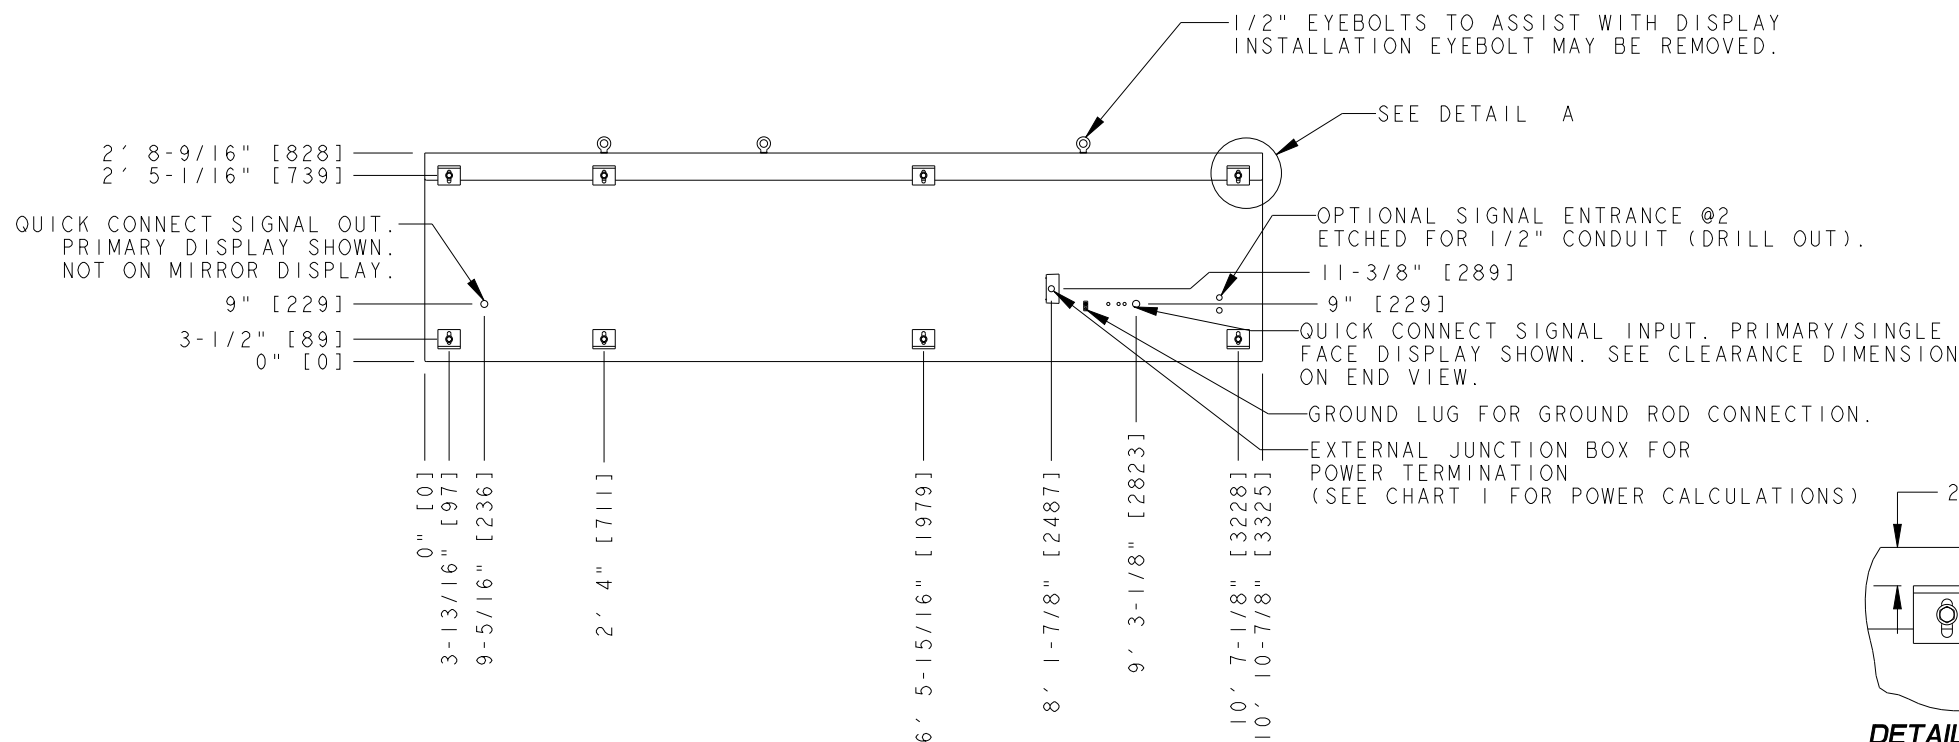 1/2" EYEBOLTS TO ASSIST WITH DISPLAY
INSTALLATION EYEBOLT MAY BE REMOVED.
SEE DETAIL A
2' 8-9/16" [828]
2' 5-1/16" [739]
QUICK CONNECT SIGNAL OUT.
PRIMARY DISPLAY SHOWN.
NOT ON MIRROR DISPLAY.
9" [229]
3-1/2" [89]
0" [0]
OPTIONAL SIGNAL ENTRANCE @2
ETCHED FOR 1/2" CONDUIT (DRILL OUT).
11-3/8" [289]
9" [229]
QUICK CONNECT SIGNAL INPUT. PRIMARY/SINGLE
FACE DISPLAY SHOWN. SEE CLEARANCE DIMENSION
ON END VIEW.
GROUND LUG FOR GROUND ROD CONNECTION.
EXTERNAL JUNCTION BOX FOR
POWER TERMINATION
(SEE CHART 1 FOR POWER CALCULATIONS)
0" [0]
3-13/16" [97]
9-5/16" [236]
2' 4" [711]
6' 5-15/16" [1979]
8' 1-7/8" [2487]
9' 3-1/8" [2823]
10' 7-1/8" [3228]
10' 10-7/8" [3325]
2
DETAIL